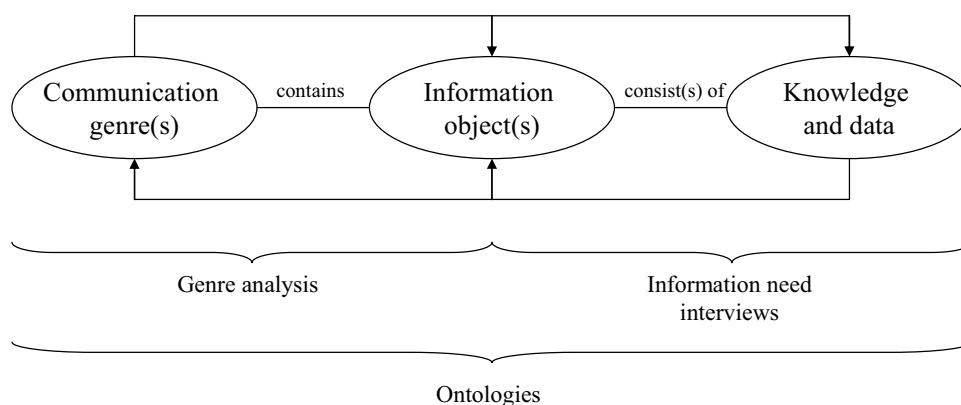 Communication
genre(s)
contains
Information
object(s)
consist(s) of
Knowledge
and data
Genre analysis
Information need
interviews
Ontologies